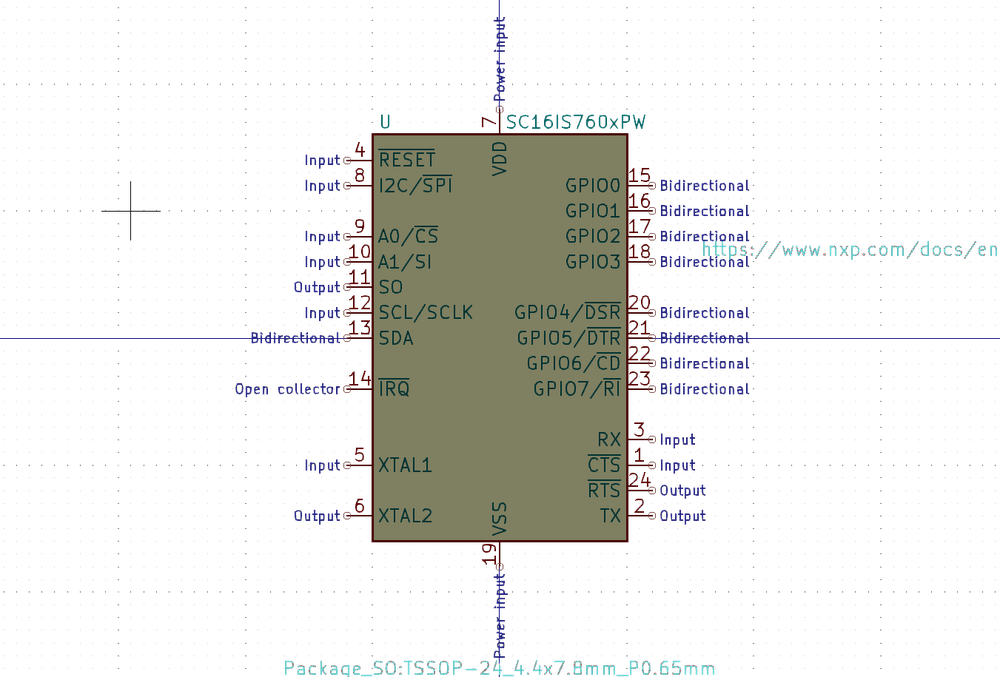 Power input
7
U SC16IS760xPW
VDD
Input 4 RESET
Input 8 I2C/SPI
GPIO0 15 Bidirectional
GPIO1 16 Bidirectional
Input 9 A0/CS
GPIO2 17 Bidirectional
https://www.nxp.com/docs/en
Input 10 A1/SI
GPIO3 18 Bidirectional
Output 11 SO
Input 12 SCL/SCLK
GPIO4/DSR 20 Bidirectional
Bidirectional 13 SDA
GPIO5/DTR 21 Bidirectional
GPIO6/CD 22 Bidirectional
Open collector 14 IRQ
GPIO7/RI 23 Bidirectional
RX 3 Input
Input 5 XTAL1
CTS 1 Input
RTS 24 Output
Output 6 XTAL2
TX 2 Output
VSS
19
Power input
Package_SO:TSSOP-24_4.4x7.8mm_P0.65mm